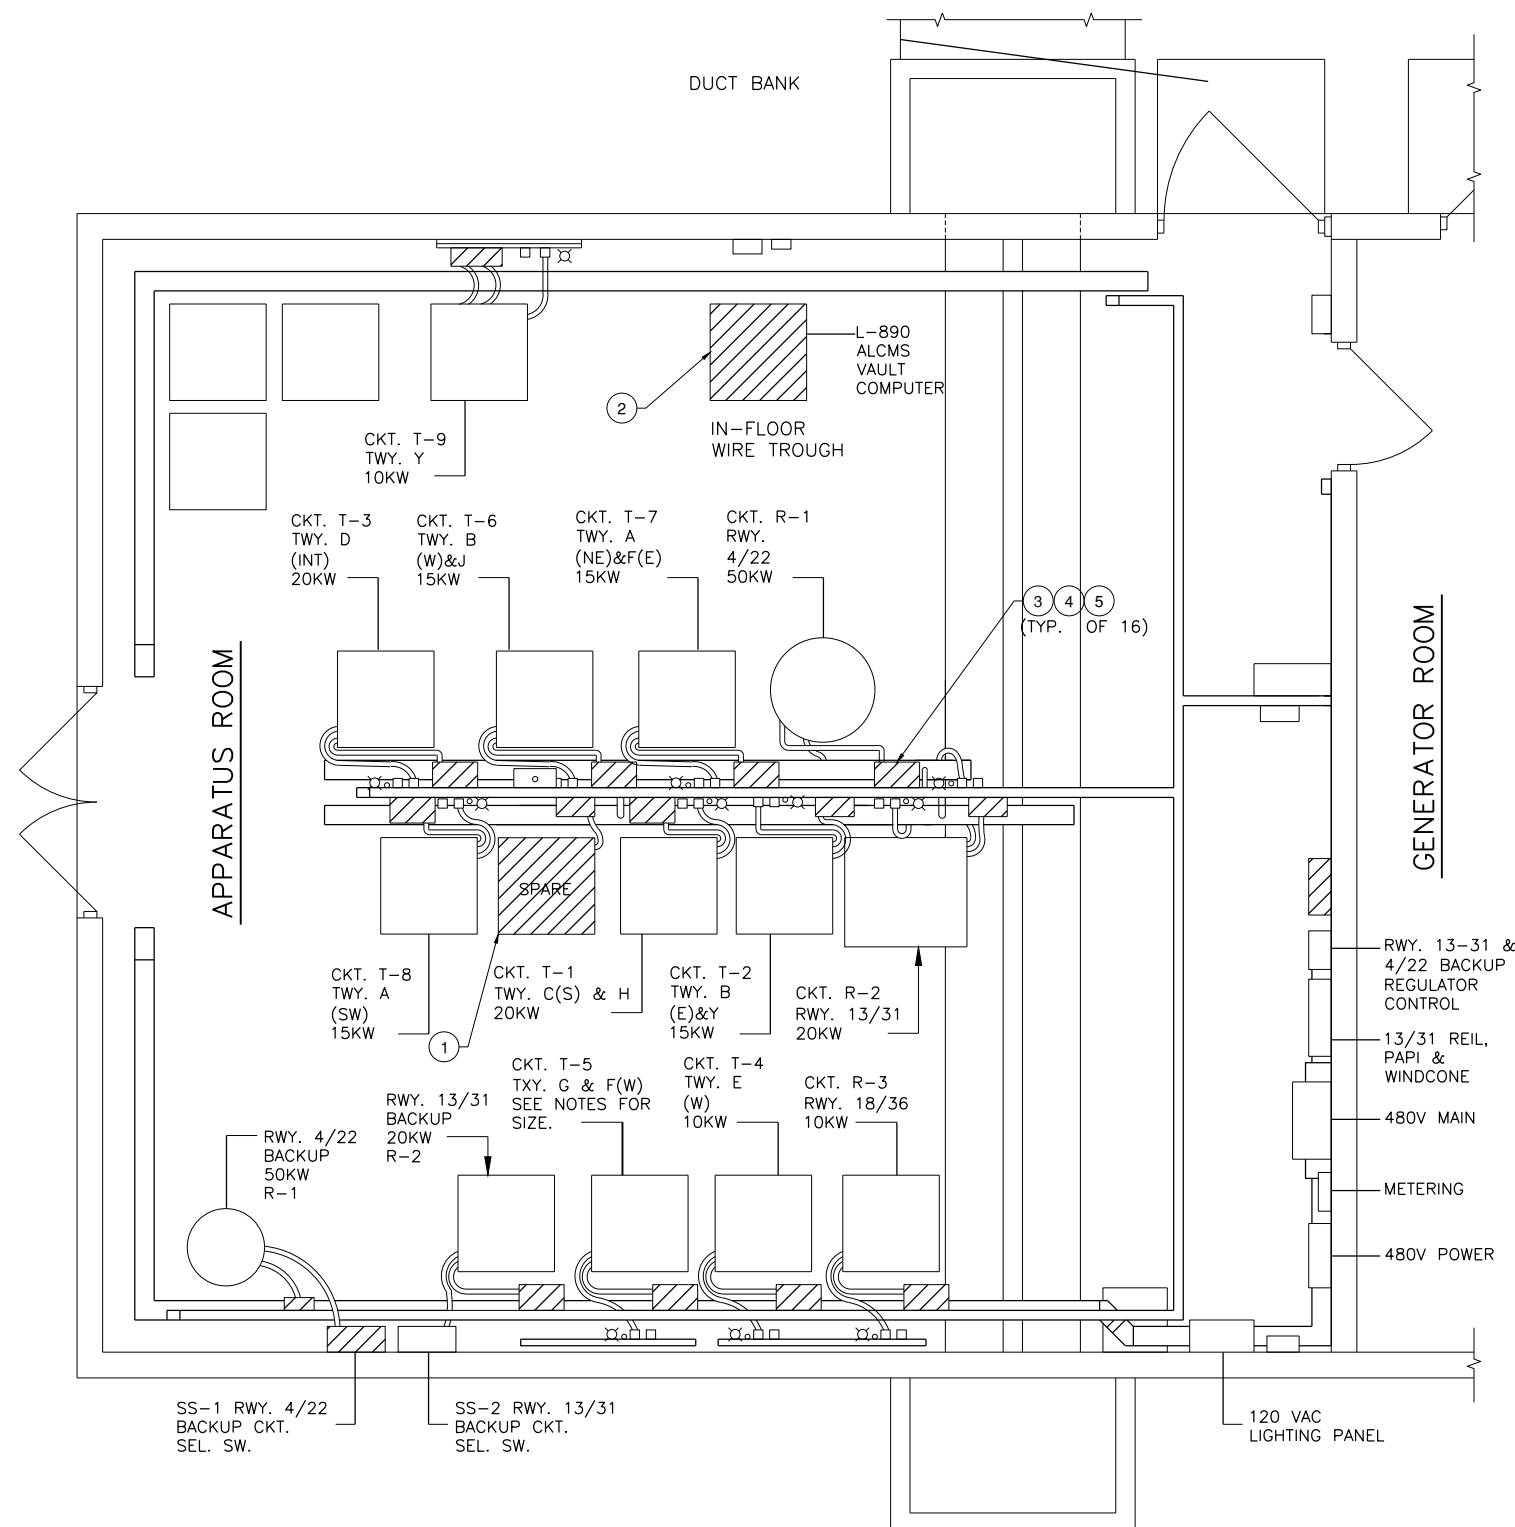 DUCT BANK
L-890
ALCMS
VAULT
COMPUTER
2
IN-FLOOR
WIRE TROUGH
CKT. T-9
TWY. Y
10KW
CKT. T-3
TWY. D
(INT)
20KW
CKT. T-6
TWY. B
(W)&J
15KW
CKT. T-7
TWY. A
(NE)&F(E)
15KW
CKT. R-1
RWY.
4/22
50KW
3 4 5
(TYP. OF 16)
APPARATUS ROOM
GENERATOR ROOM
SPARE
CKT. T-8
TWY. A
(SW)
15KW
1
CKT. T-1
TWY. C(S) & H
20KW
CKT. T-2
TWY. B
(E)&Y
15KW
CKT. R-2
RWY. 13/31
20KW
RWY. 13-31 &
4/22 BACKUP
REGULATOR
CONTROL
13/31 REIL,
PAPI &
WINDCONE
480V MAIN
METERING
480V POWER
RWY. 4/22
BACKUP
50KW
R-1
RWY. 13/31
BACKUP
20KW
R-2
CKT. T-5
TXY. G & F(W)
SEE NOTES FOR
SIZE.
CKT. T-4
TWY. E
(W)
10KW
CKT. R-3
RWY. 18/36
10KW
SS-1 RWY. 4/22
BACKUP CKT.
SEL. SW.
SS-2 RWY. 13/31
BACKUP CKT.
SEL. SW.
120 VAC
LIGHTING PANEL